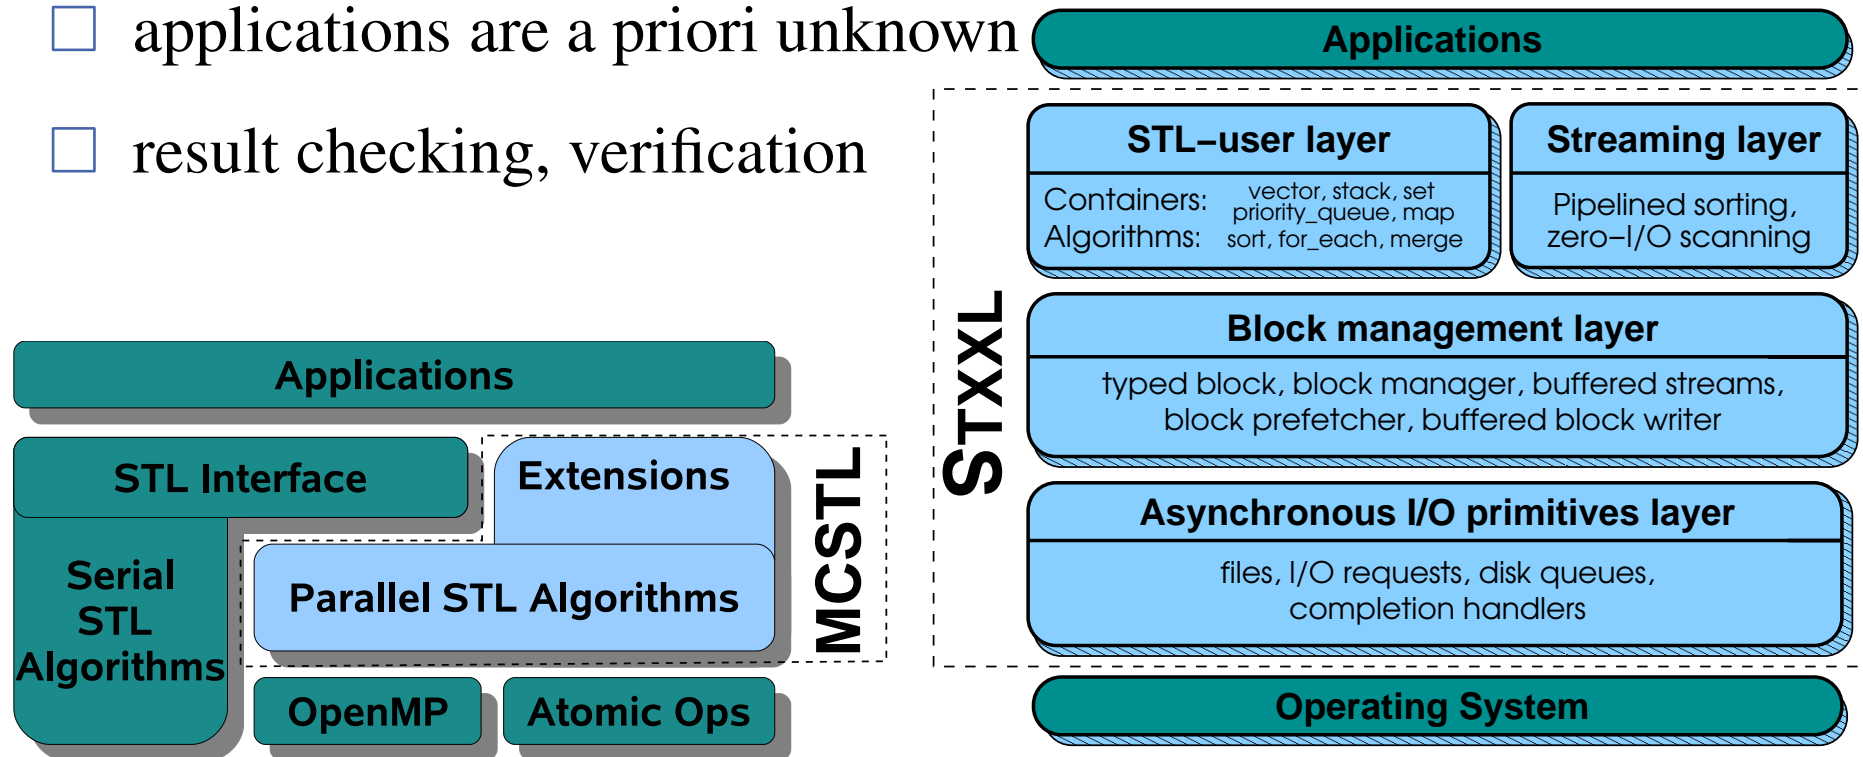 applications are a priori unknown
result checking, verification
Applications
STL Interface
Extensions
Serial
STL
Algorithms
Parallel STL Algorithms
MCSTL
OpenMP
Atomic Ops
Applications
STXXL
STL–user layer
Containers: vector, stack, set
priority_queue, map
Algorithms: sort, for_each, merge
Streaming layer
Pipelined sorting,
zero–I/O scanning
Block management layer
typed block, block manager, buffered streams,
block prefetcher, buffered block writer
Asynchronous I/O primitives layer
files, I/O requests, disk queues,
completion handlers
Operating System